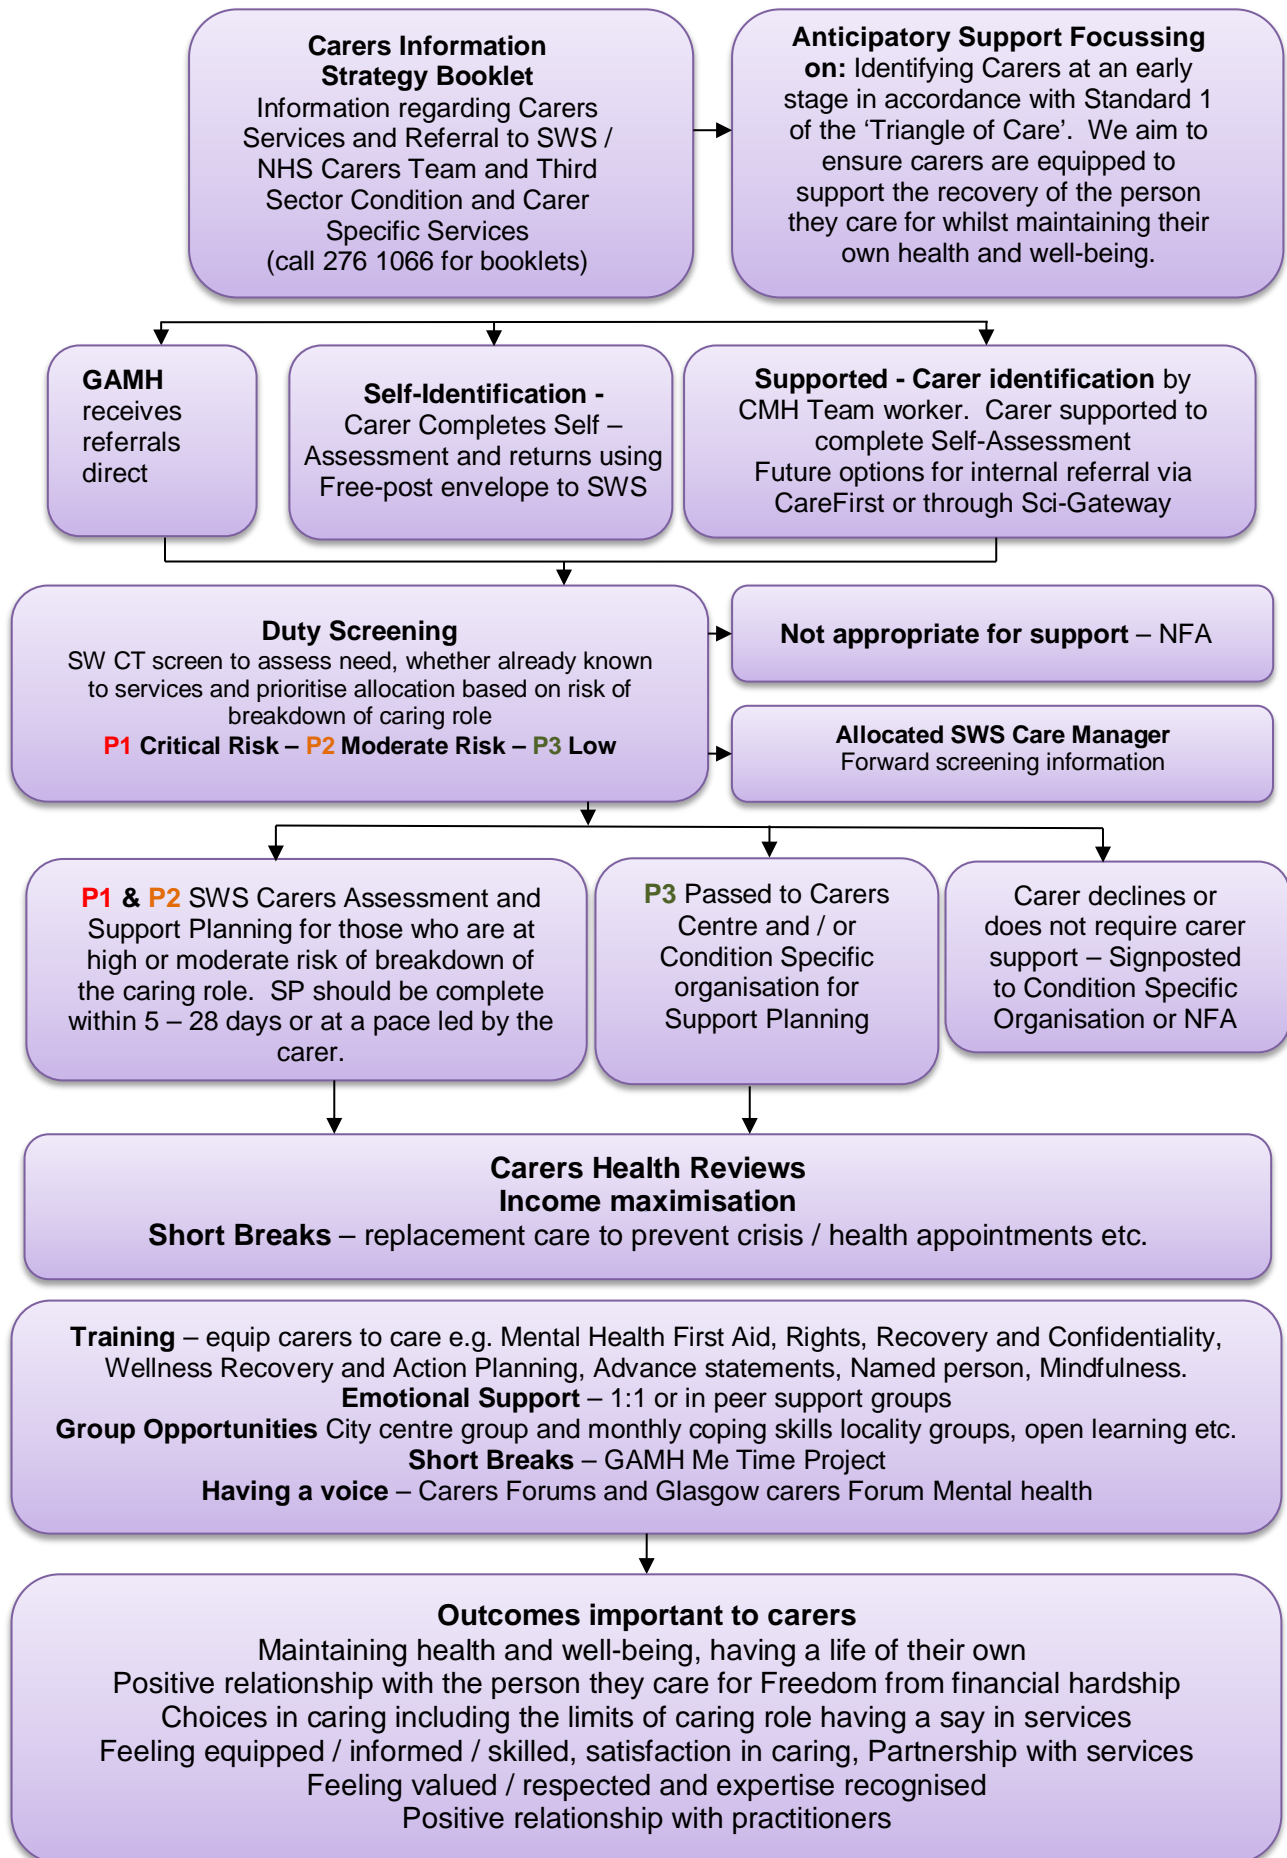 Carers Information
Strategy Booklet
Information regarding Carers
Services and Referral to SWS /
NHS Carers Team and Third
Sector Condition and Carer
Specific Services
(call 276 1066 for booklets)
Anticipatory Support Focussing
on: Identifying Carers at an early
stage in accordance with Standard 1
of the ‘Triangle of Care’. We aim to
ensure carers are equipped to
support the recovery of the person
they care for whilst maintaining their
own health and well-being.
GAMH
receives
referrals
direct
Self-Identification -
Carer Completes Self –
Assessment and returns using
Free-post envelope to SWS
Supported - Carer identification by
CMH Team worker. Carer supported to
complete Self-Assessment
Future options for internal referral via
CareFirst or through Sci-Gateway
Duty Screening
SW CT screen to assess need, whether already known
to services and prioritise allocation based on risk of
breakdown of caring role
P1 Critical Risk – P2 Moderate Risk – P3 Low
Not appropriate for support – NFA
Allocated SWS Care Manager
Forward screening information
P1 & P2 SWS Carers Assessment and
Support Planning for those who are at
high or moderate risk of breakdown of
the caring role. SP should be complete
within 5 – 28 days or at a pace led by the
carer.
P3 Passed to Carers
Centre and / or
Condition Specific
organisation for
Support Planning
Carer declines or
does not require carer
support – Signposted
to Condition Specific
Organisation or NFA
Carers Health Reviews
Income maximisation
Short Breaks – replacement care to prevent crisis / health appointments etc.
Training – equip carers to care e.g. Mental Health First Aid, Rights, Recovery and Confidentiality,
Wellness Recovery and Action Planning, Advance statements, Named person, Mindfulness.
Emotional Support – 1:1 or in peer support groups
Group Opportunities City centre group and monthly coping skills locality groups, open learning etc.
Short Breaks – GAMH Me Time Project
Having a voice – Carers Forums and Glasgow carers Forum Mental health
Outcomes important to carers
Maintaining health and well-being, having a life of their own
Positive relationship with the person they care for Freedom from financial hardship
Choices in caring including the limits of caring role having a say in services
Feeling equipped / informed / skilled, satisfaction in caring, Partnership with services
Feeling valued / respected and expertise recognised
Positive relationship with practitioners